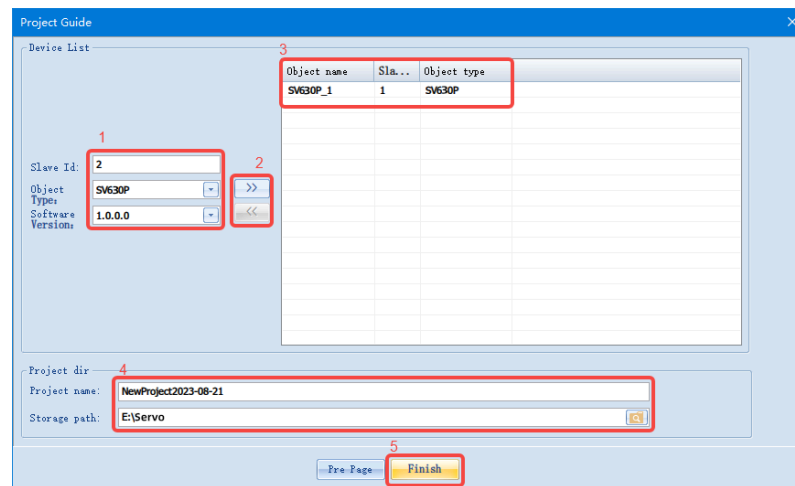 Project Guide
Device List
3
Object name Sla... Object type
SV630P_1 1 SV630P
1
Slave Id: 2
2
Object Type: SV630P >>
Software Version: 1.0.0.0 <<
Project dir
4
Project name: NewProject2023-08-21
Storage path: E:\Servo
5
Pre Page Finish